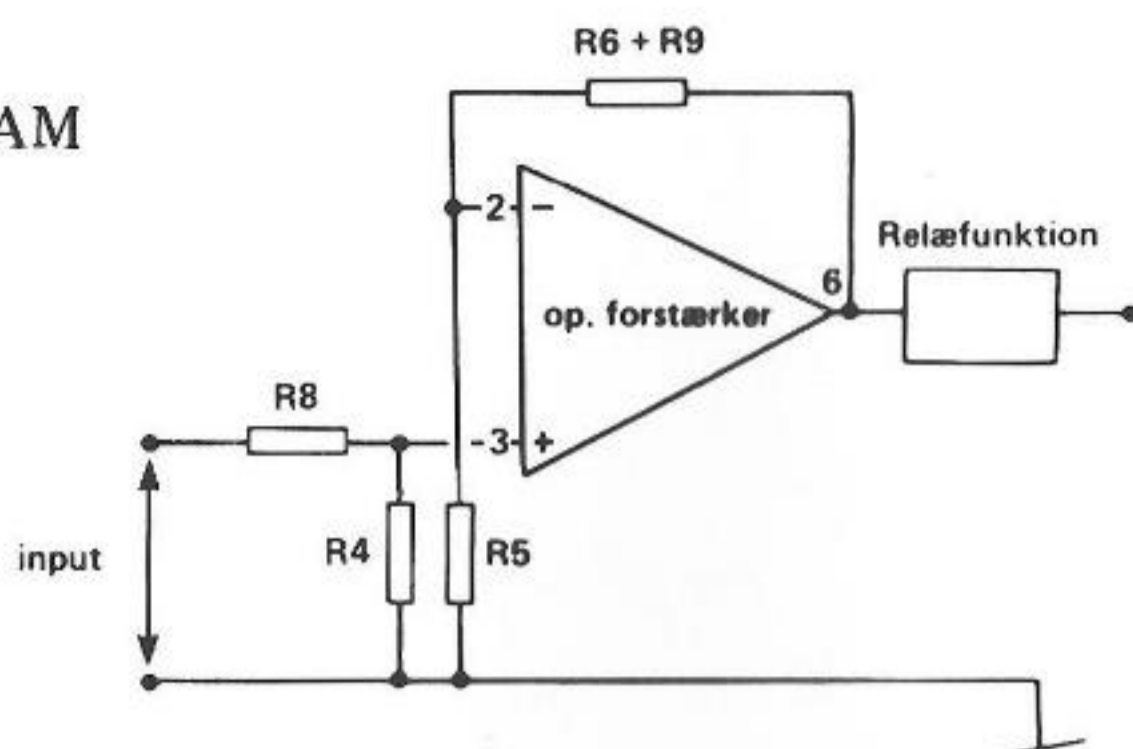 R6 + R9
AM
2
−
Relæfunktion
6
op. forstærker
R8
3
+
input
R4
R5